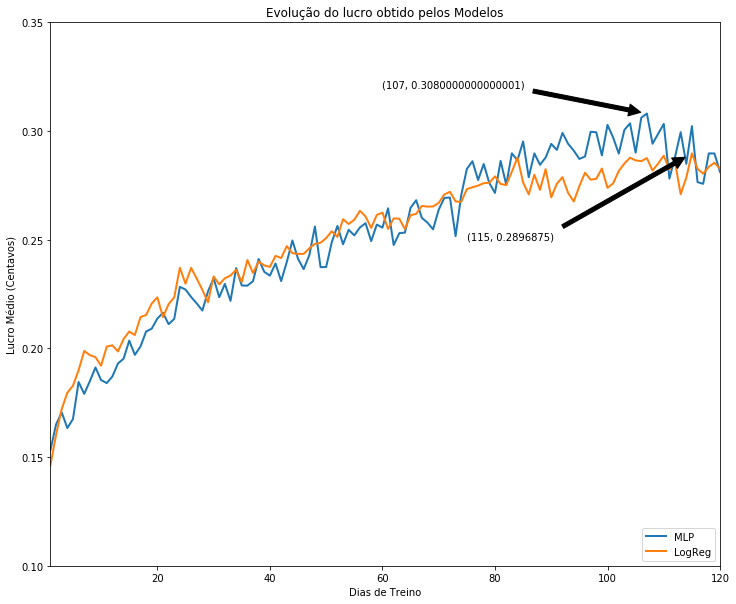 Evolução do lucro obtido pelos Modelos
0.35
0.30
0.25
0.20
0.15
0.10
Lucro Médio (Centavos)
(107, 0.3080000000000001)
(115, 0.2896875)
MLP
LogReg
20
40
60
80
100
120
Dias de Treino